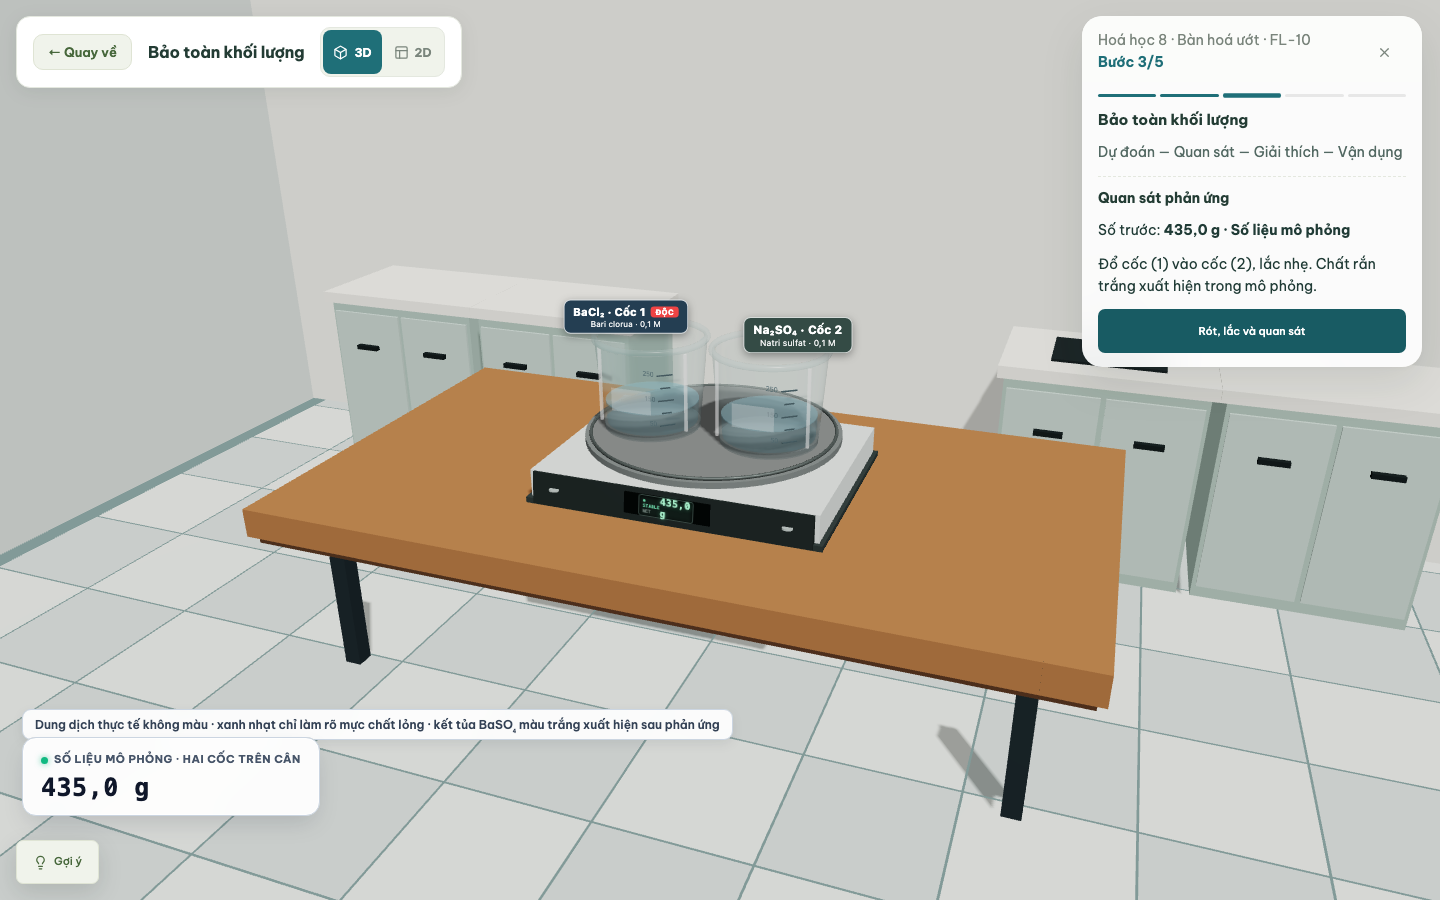 ← Quay về
Bảo toàn khối lượng
3D
2D
Hoá học 8 · Bàn hoá ướt · FL-10
Bước 3/5
×
Bảo toàn khối lượng
Dự đoán — Quan sát — Giải thích — Vận dụng
Quan sát phản ứng
Số trước: 435,0 g · Số liệu mô phỏng
Đổ cốc (1) vào cốc (2), lắc nhẹ. Chất rắn
trắng xuất hiện trong mô phỏng.
Rót, lắc và quan sát
BaCl₂ · Cốc 1 ĐỘC
Bari clorua · 0,1 M
Na₂SO₄ · Cốc 2
Natri sulfat · 0,1 M
250
250
STABLE
NET
435,0
g
Dung dịch thực tế không màu · xanh nhạt chỉ làm rõ mực chất lỏng · kết tủa BaSO₄ màu trắng xuất hiện sau phản ứng
SỐ LIỆU MÔ PHỎNG · HAI CỐC TRÊN CÂN
435,0 g
Gợi ý